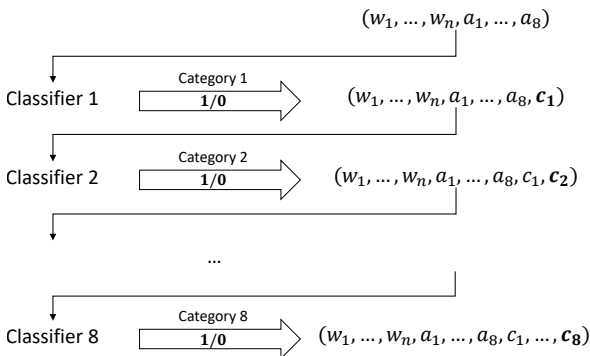 (w₁, … , wₙ, a₁, … , a₈)
Category 1
Classifier 1 1/0 (w₁, … , wₙ, a₁, … , a₈, c₁)
Category 2
Classifier 2 1/0 (w₁, … , wₙ, a₁, … , a₈, c₁, c₂)
...
Category 8
Classifier 8 1/0 (w₁, … , wₙ, a₁, … , a₈, c₁, … , c₈)